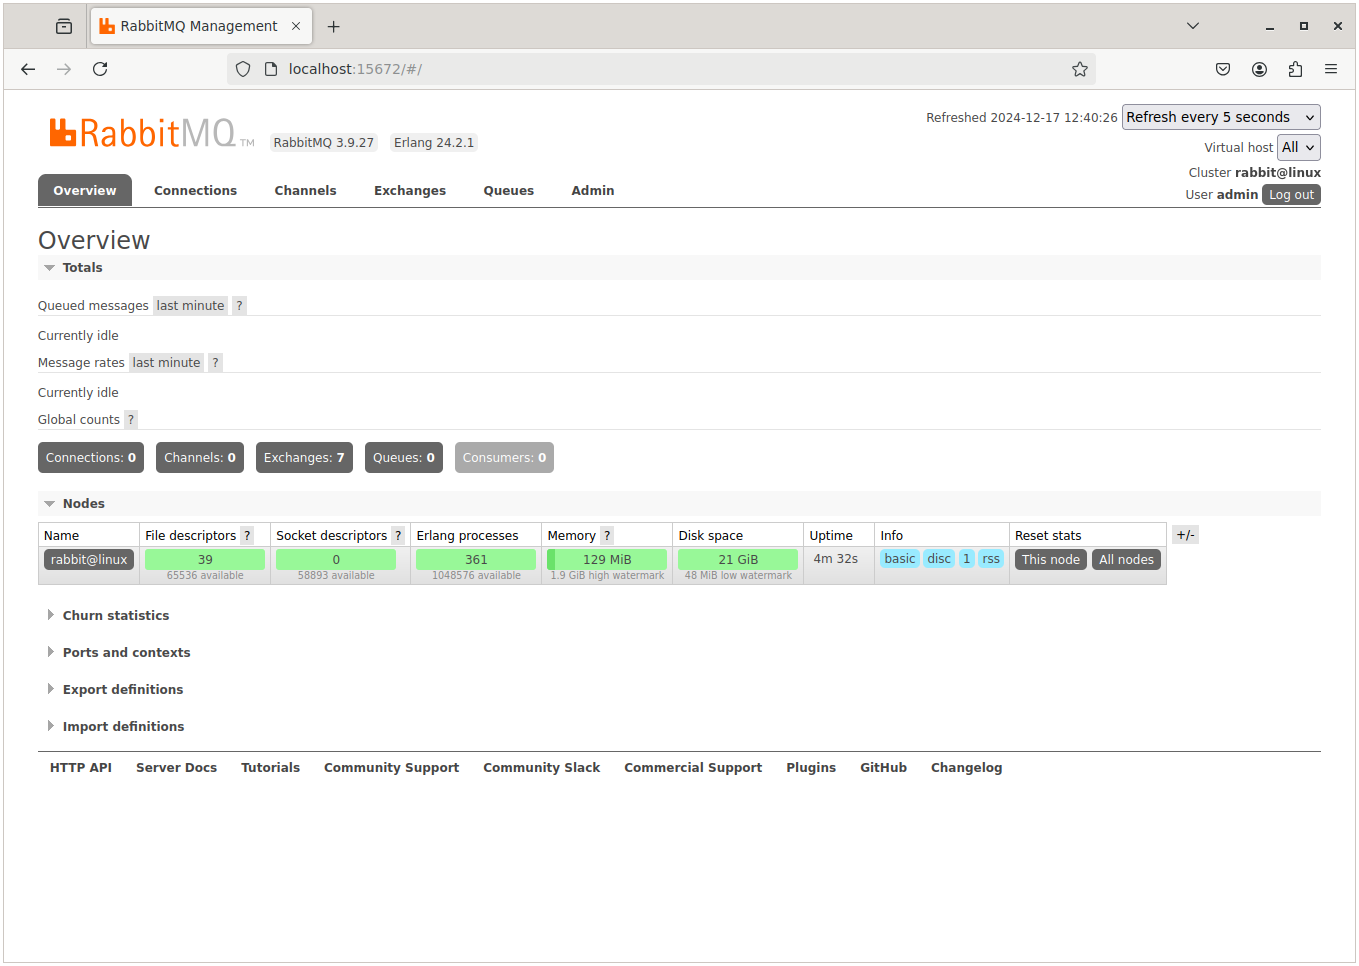 RabbitMQ Management
localhost:15672/#/
RabbitMQ TM RabbitMQ 3.9.27 Erlang 24.2.1
Refreshed 2024-12-17 12:40:26 Refresh every 5 seconds
Virtual host All
Cluster rabbit@linux
User admin Log out
Overview Connections Channels Exchanges Queues Admin
Overview
Totals
Queued messages last minute ?
Currently idle
Message rates last minute ?
Currently idle
Global counts ?
Connections: 0 Channels: 0 Exchanges: 7 Queues: 0 Consumers: 0
Nodes
Name File descriptors ? Socket descriptors ? Erlang processes Memory ? Disk space Uptime Info Reset stats +/-
rabbit@linux 39 0 361 129 MiB 21 GiB 4m 32s basic disc 1 rss This node All nodes
65536 available 58893 available 1048576 available 1.9 GiB high watermark 48 MiB low watermark
Churn statistics
Ports and contexts
Export definitions
Import definitions
HTTP API Server Docs Tutorials Community Support Community Slack Commercial Support Plugins GitHub Changelog